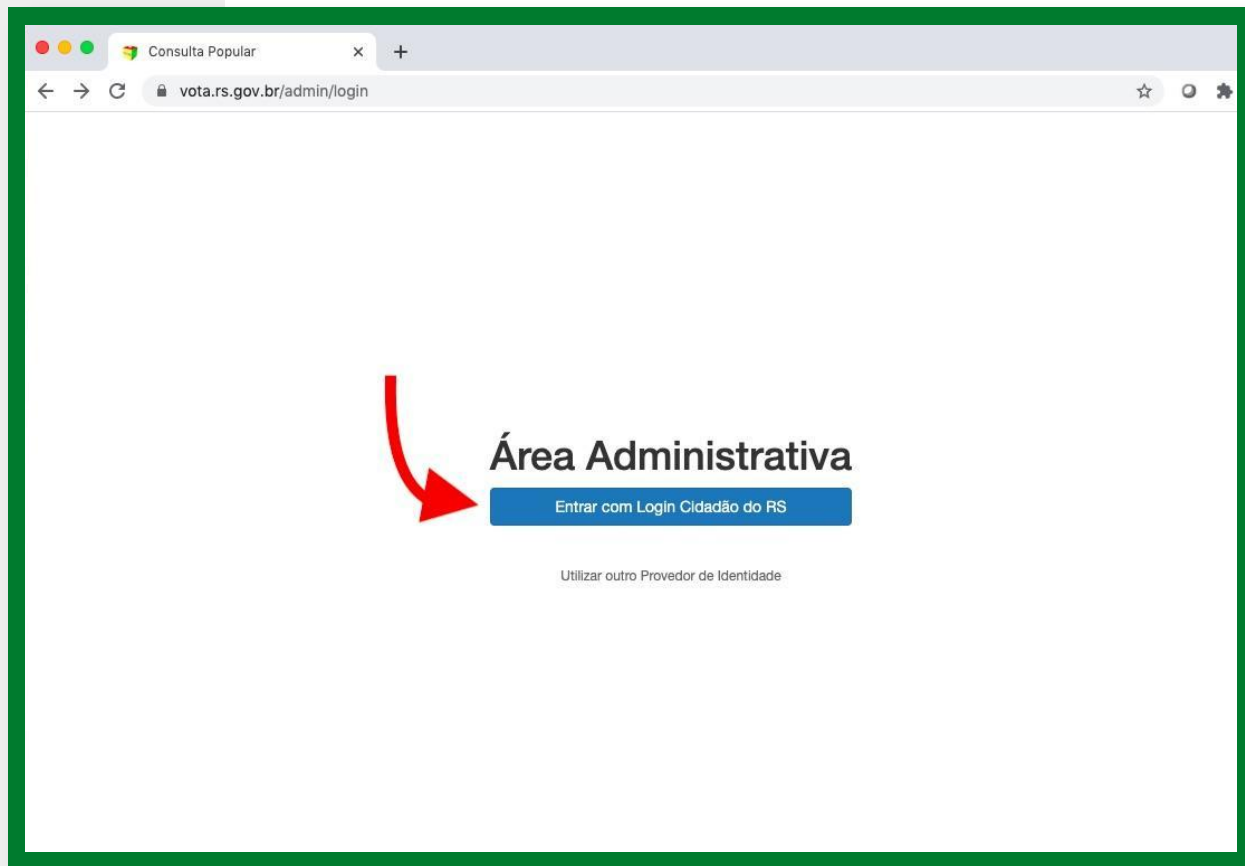 Consulta Popular
vota.rs.gov.br/admin/login
Área Administrativa
Entrar com Login Cidadão do RS
Utilizar outro Provedor de Identidade